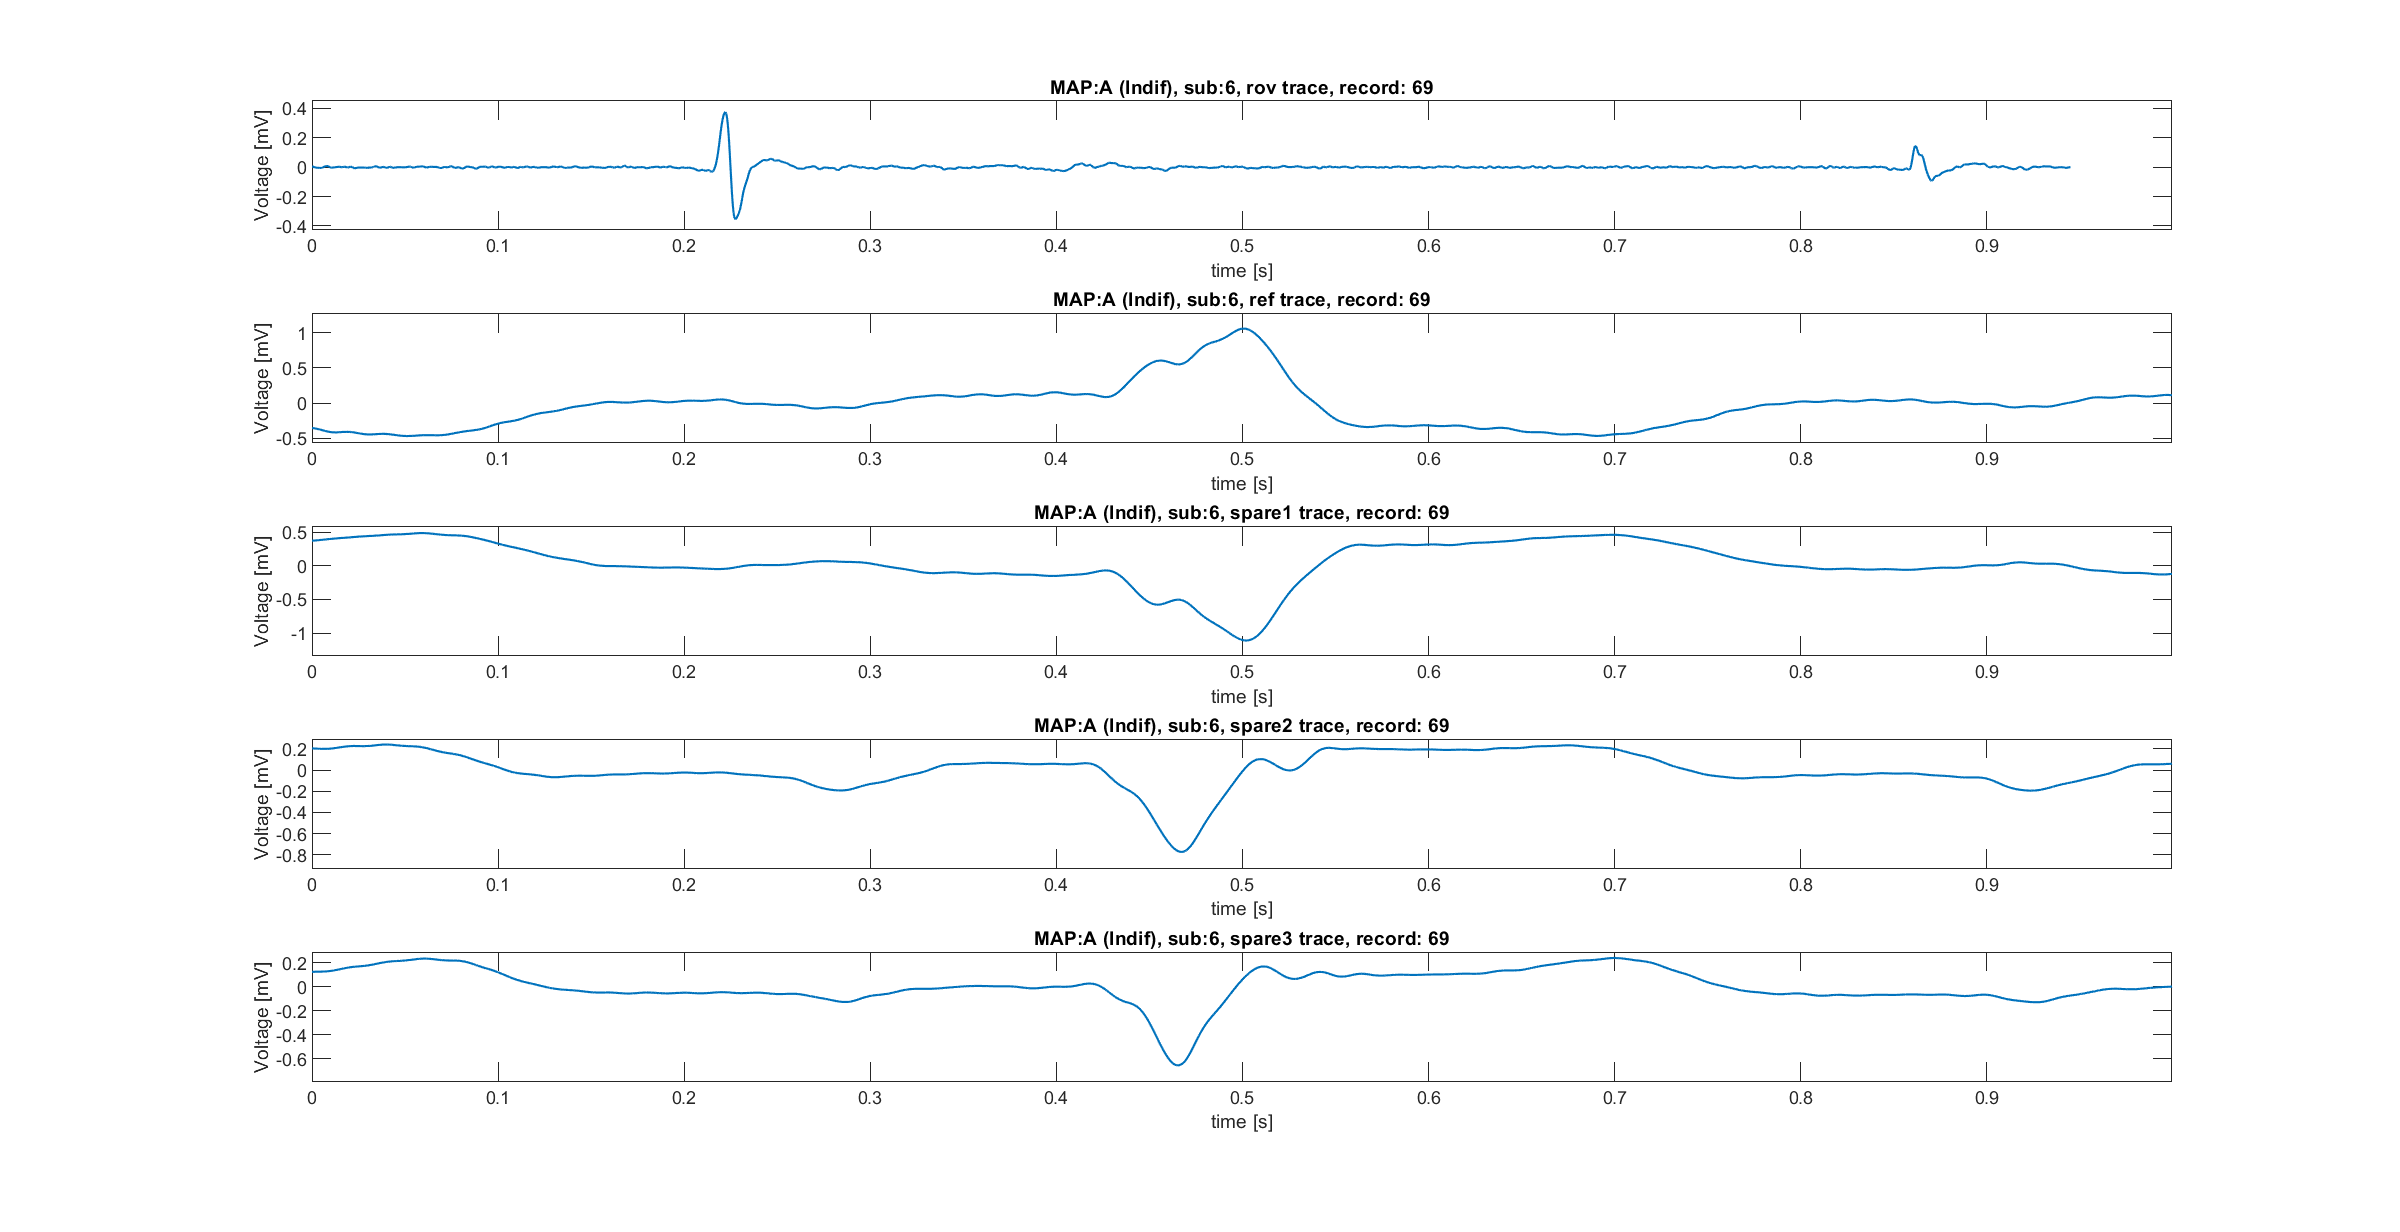 MAP:A (Indif), sub:6, rov trace, record: 69
Voltage [mV]
0.4
0.2
0
-0.2
-0.4
0 0.1 0.2 0.3 0.4 0.5 0.6 0.7 0.8 0.9
time [s]
MAP:A (Indif), sub:6, ref trace, record: 69
Voltage [mV]
1
0.5
0
-0.5
0 0.1 0.2 0.3 0.4 0.5 0.6 0.7 0.8 0.9
time [s]
MAP:A (Indif), sub:6, spare1 trace, record: 69
Voltage [mV]
0.5
0
-0.5
-1
0 0.1 0.2 0.3 0.4 0.5 0.6 0.7 0.8 0.9
time [s]
MAP:A (Indif), sub:6, spare2 trace, record: 69
Voltage [mV]
0.2
0
-0.2
-0.4
-0.6
-0.8
0 0.1 0.2 0.3 0.4 0.5 0.6 0.7 0.8 0.9
time [s]
MAP:A (Indif), sub:6, spare3 trace, record: 69
Voltage [mV]
0.2
0
-0.2
-0.4
-0.6
0 0.1 0.2 0.3 0.4 0.5 0.6 0.7 0.8 0.9
time [s]